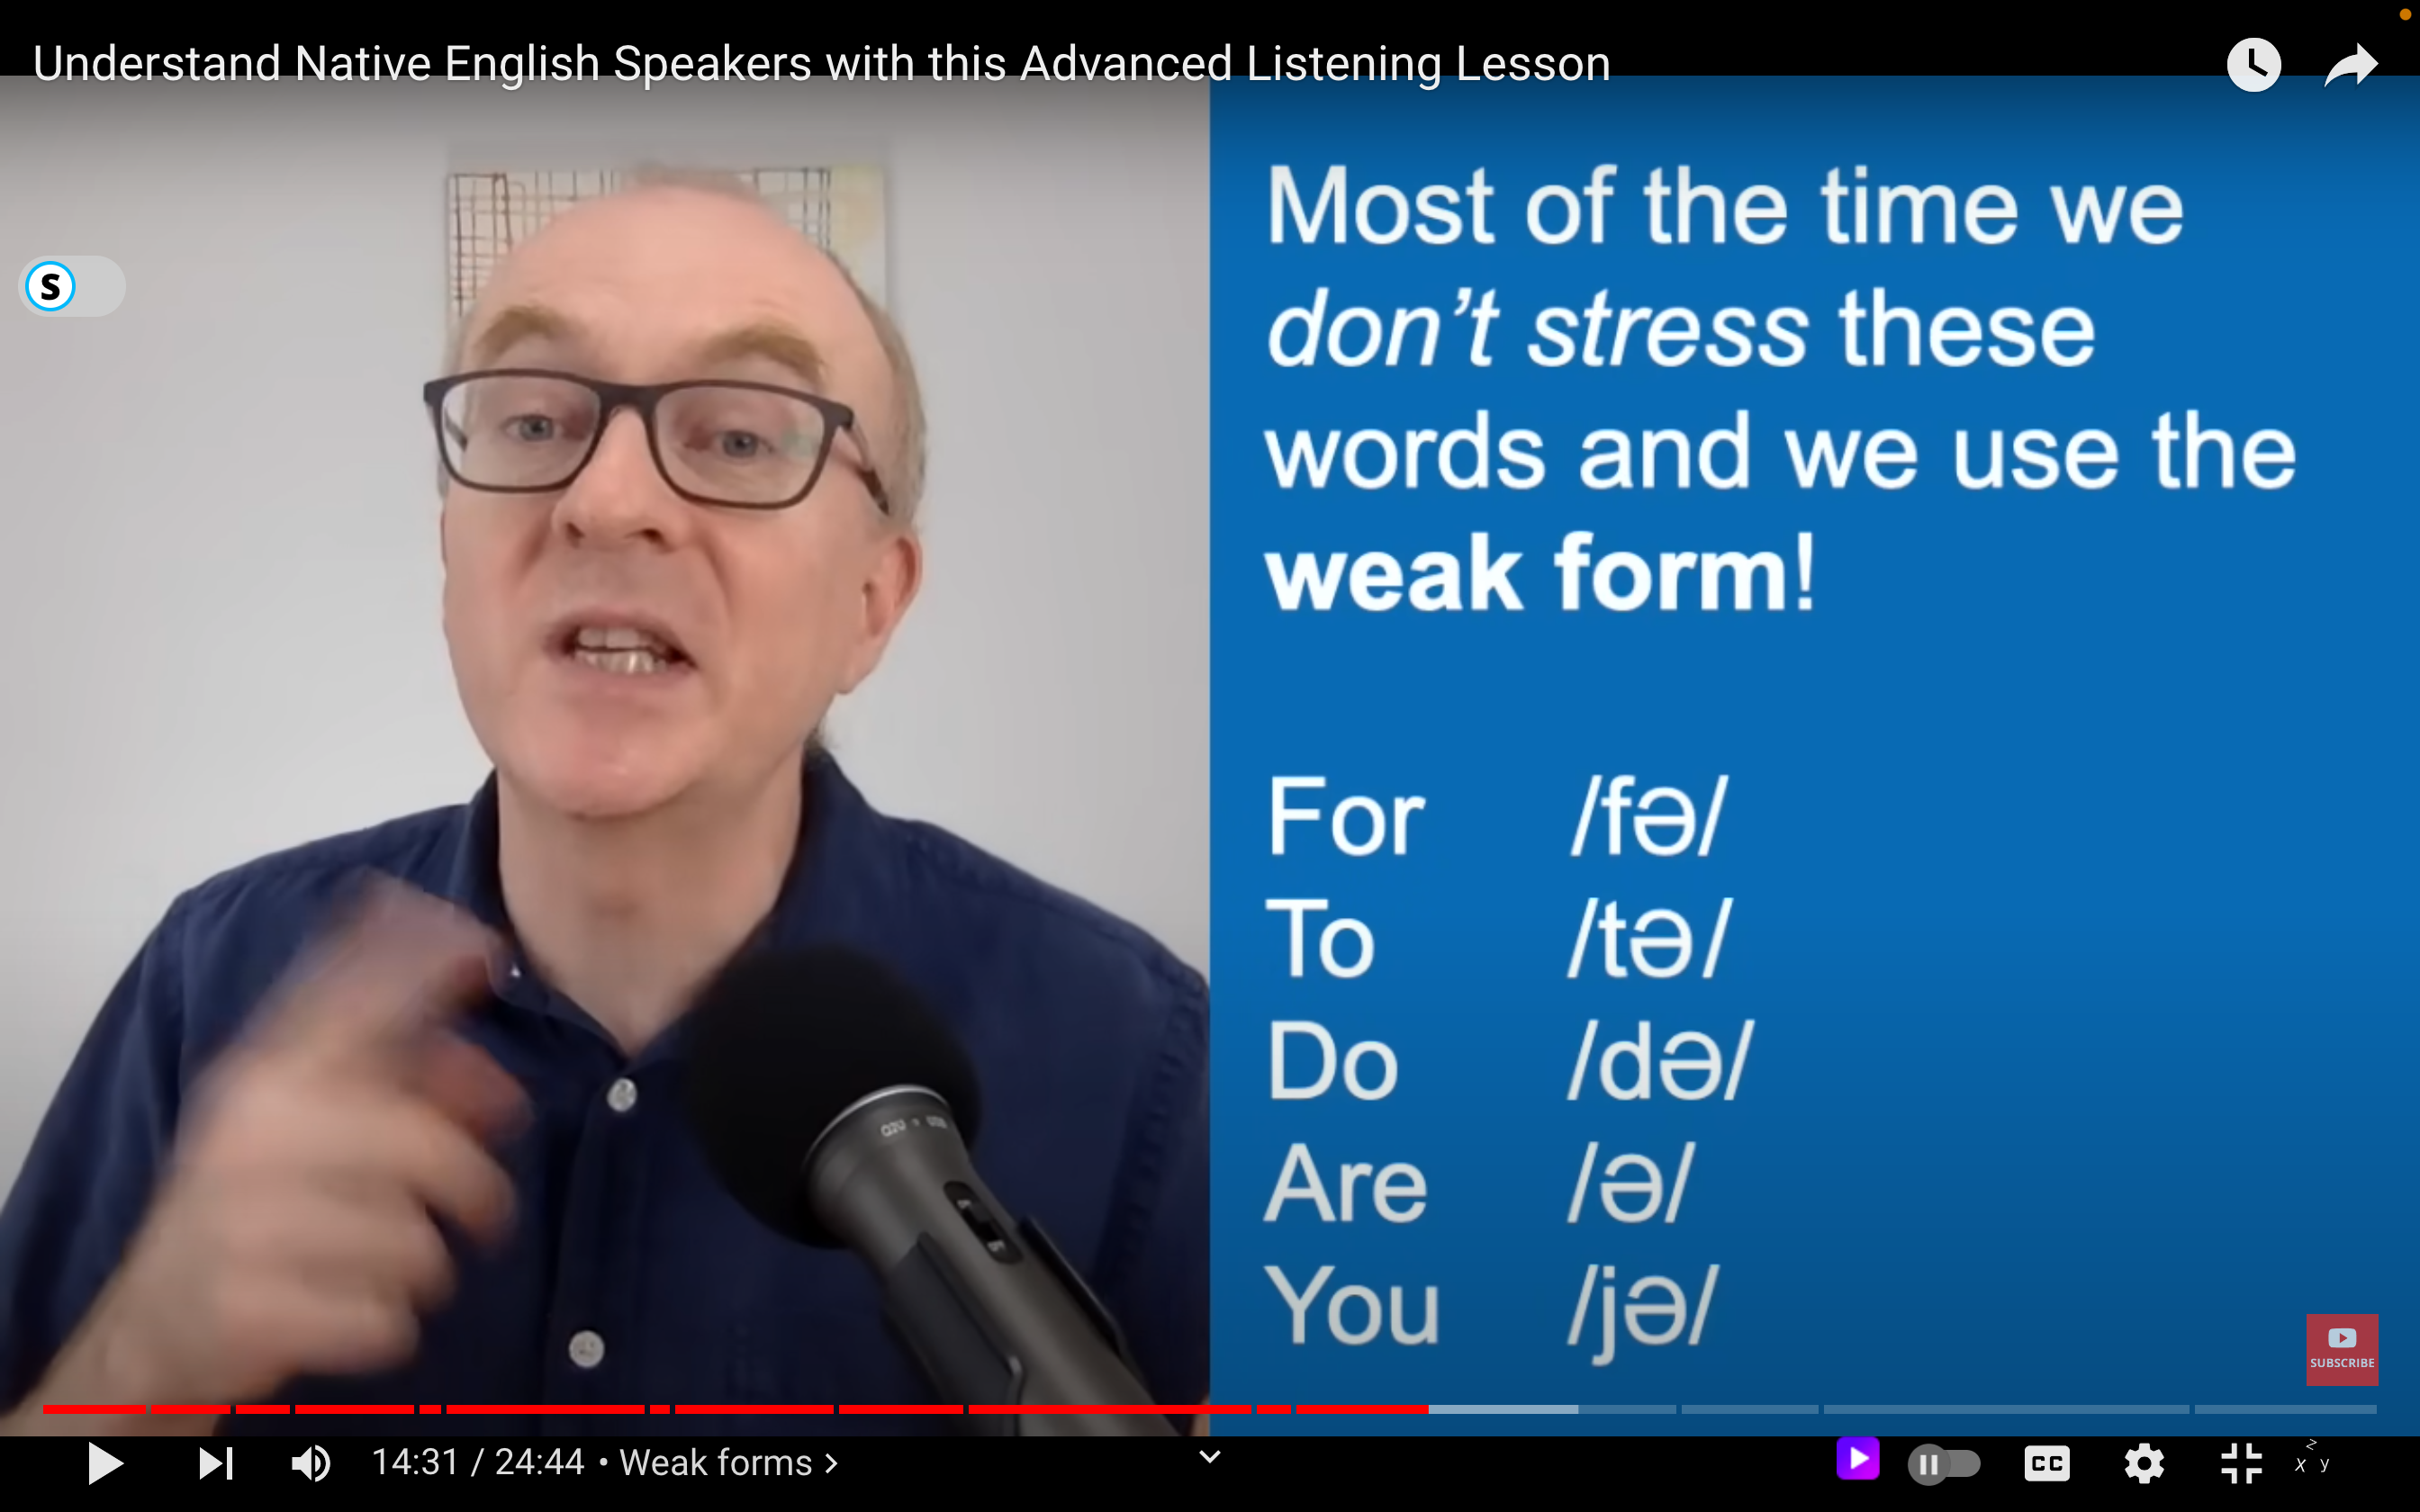 Understand Native English Speakers with this Advanced Listening Lesson
S
Most of the time we
don't stress these
words and we use the
weak form!
For /fə/
To /tə/
Do /də/
Are /ə/
You /jə/
SUBSCRIBE
14:31 / 24:44 • Weak forms >
CC
> x y